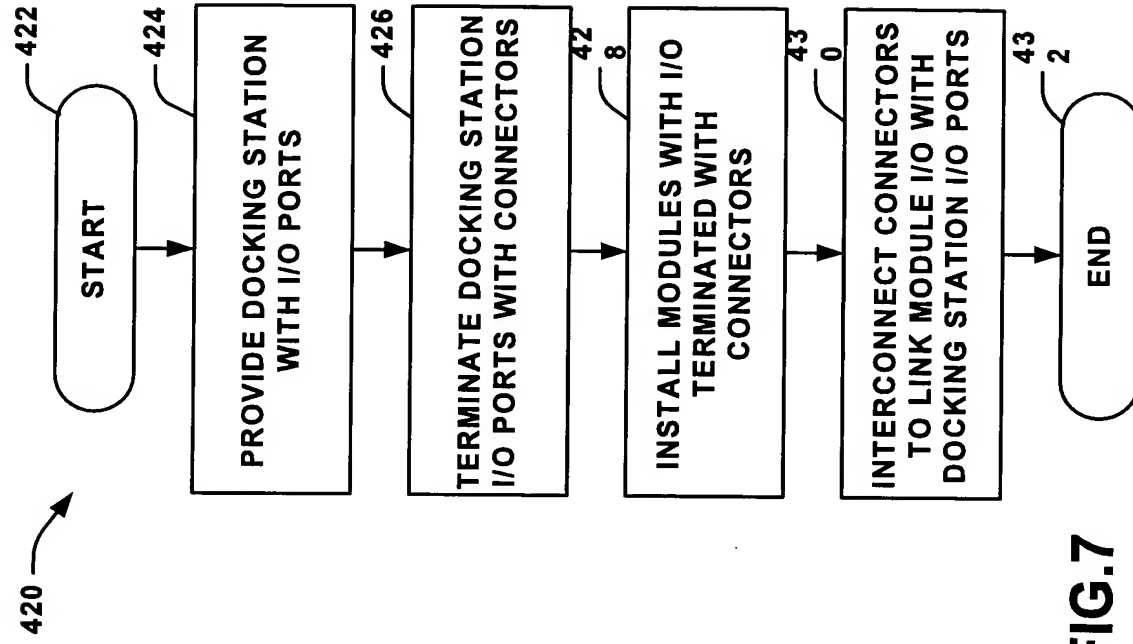 420
422
START
424
PROVIDE DOCKING STATION
WITH I/O PORTS
426
TERMINATE DOCKING STATION
I/O PORTS WITH CONNECTORS
42
8
INSTALL MODULES WITH I/O
TERMINATED WITH
CONNECTORS
43
0
INTERCONNECT CONNECTORS
TO LINK MODULE I/O WITH
DOCKING STATION I/O PORTS
43
2
END
FIG.7